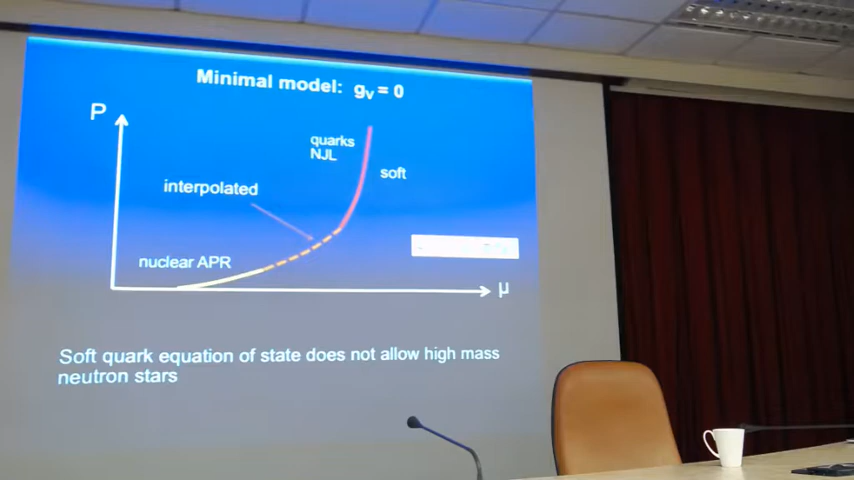 Minimal model: gᵥ = 0
P
quarks
NJL
soft
interpolated
nuclear APR
μ
Soft quark equation of state does not allow high mass
neutron stars